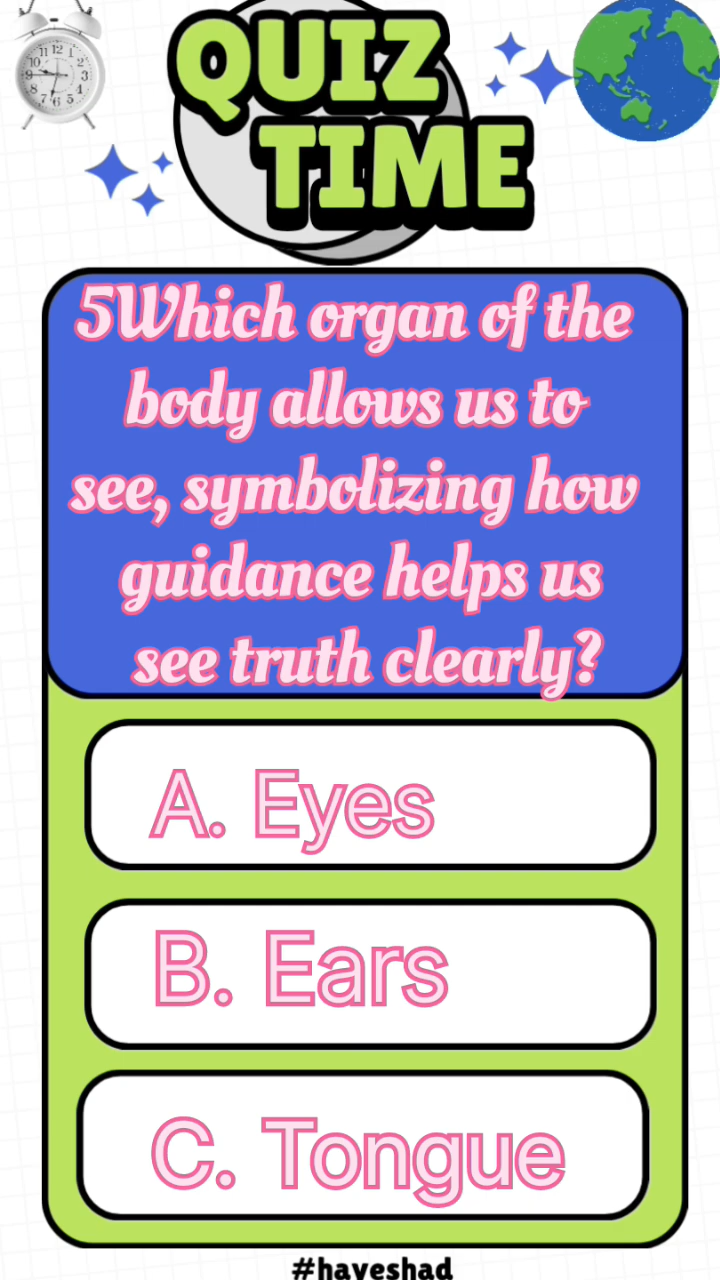 QUIZ
TIME
5Which organ of the
body allows us to
see, symbolizing how
guidance helps us
see truth clearly?
A. Eyes
B. Ears
C. Tongue
#haveshad